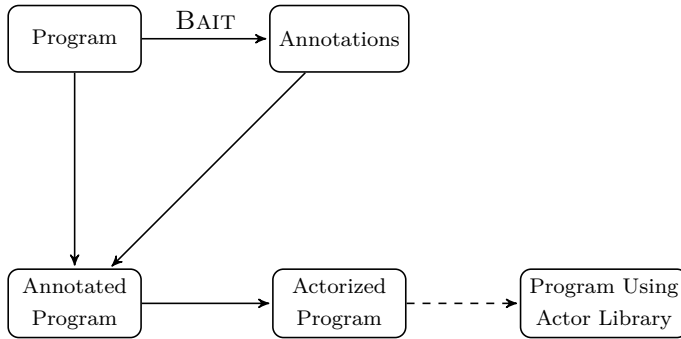 Program
BAIT
Annotations
Annotated
Program
Actorized
Program
Program Using
Actor Library